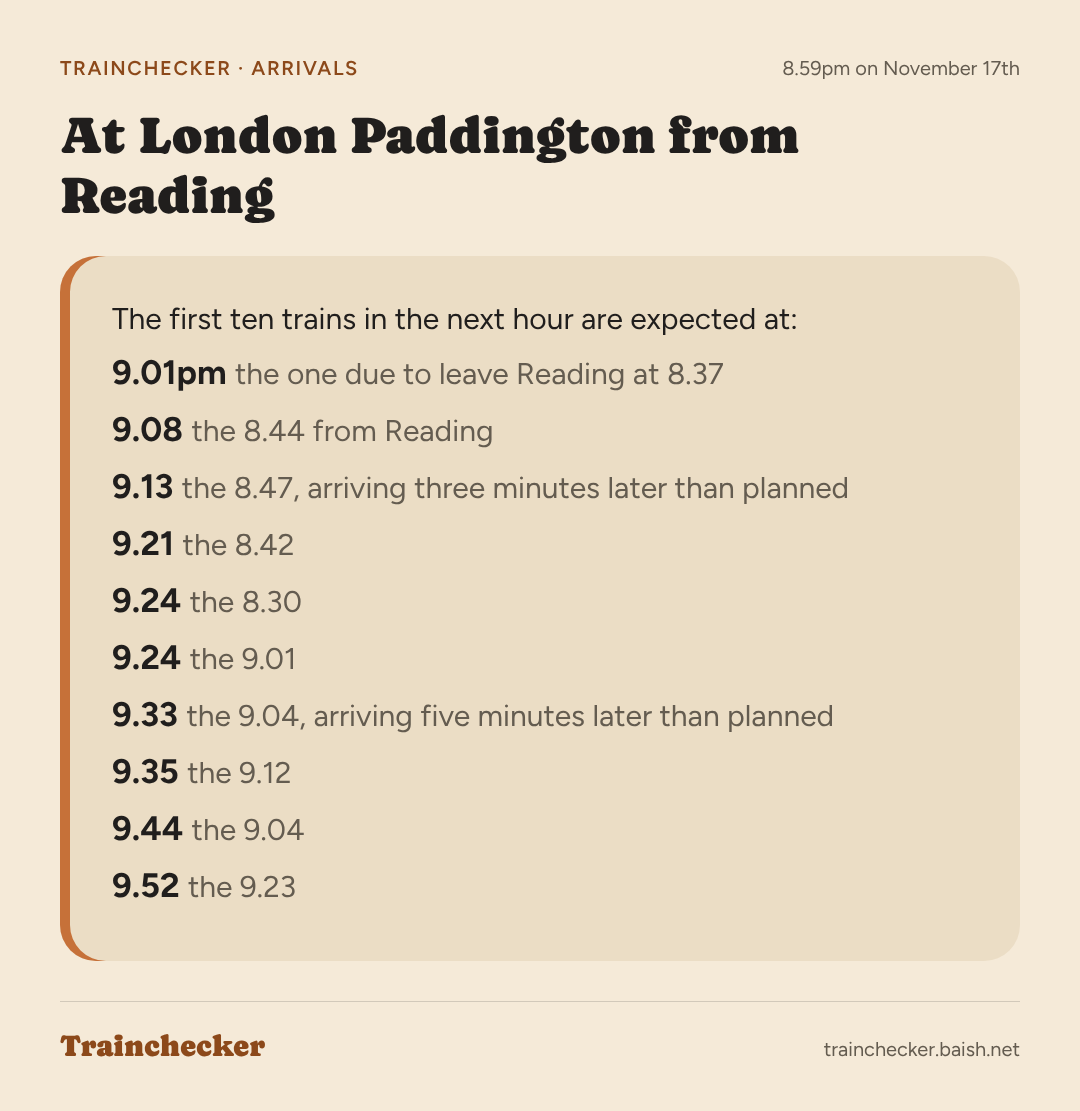 TRAINCHECKER · ARRIVALS
8.59pm on November 17th
At London Paddington from
Reading
The first ten trains in the next hour are expected at:
9.01pm the one due to leave Reading at 8.37
9.08 the 8.44 from Reading
9.13 the 8.47, arriving three minutes later than planned
9.21 the 8.42
9.24 the 8.30
9.24 the 9.01
9.33 the 9.04, arriving five minutes later than planned
9.35 the 9.12
9.44 the 9.04
9.52 the 9.23
Trainchecker
trainchecker.baish.net